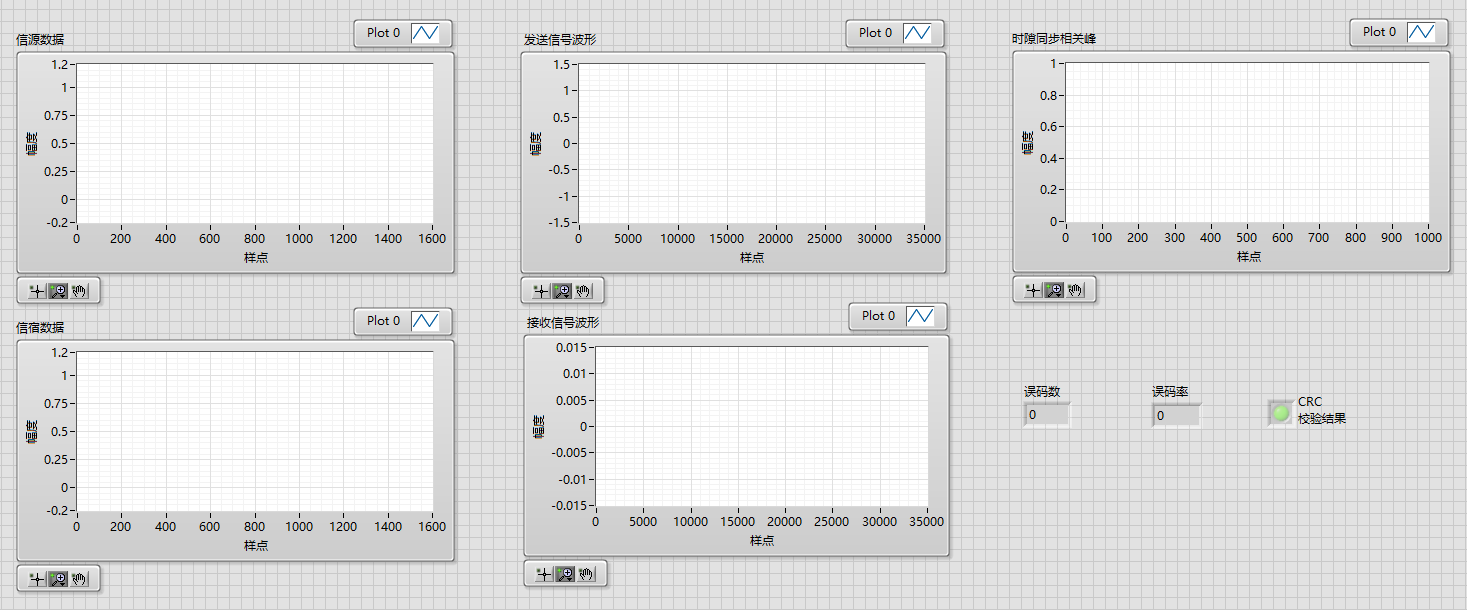 信源数据
Plot 0
1.2
1
0.75
0.5
0.25
0
-0.2
幅度
0 200 400 600 800 1000 1200 1400 1600
样点
发送信号波形
Plot 0
1.5
1
0.5
0
-0.5
-1
-1.5
幅度
0 5000 10000 15000 20000 25000 30000 35000
样点
时隙同步相关峰
Plot 0
1
0.8
0.6
0.4
0.2
0
幅度
0 100 200 300 400 500 600 700 800 900 1000
样点
信宿数据
Plot 0
1.2
1
0.75
0.5
0.25
0
-0.2
幅度
0 200 400 600 800 1000 1200 1400 1600
样点
接收信号波形
Plot 0
0.015
0.01
0.005
0
-0.005
-0.01
-0.015
幅度
0 5000 10000 15000 20000 25000 30000 35000
样点
误码数
0
误码率
0
CRC
校验结果